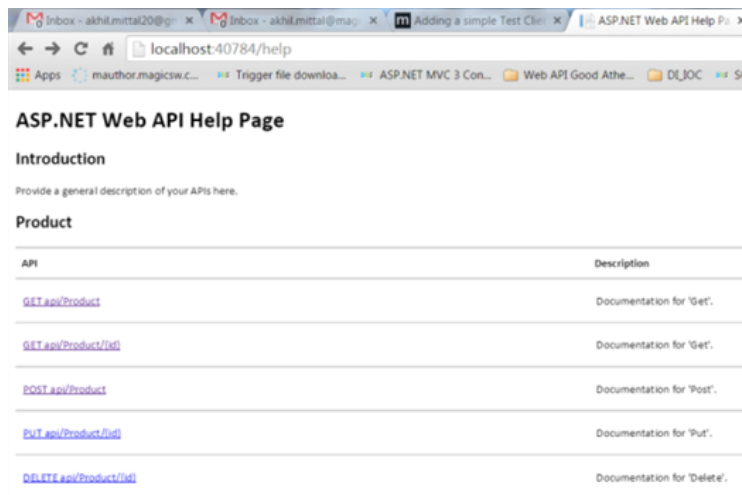 Inbox - akhil.mittal20@gm
Inbox - akhil.mittal@mag
m Adding a simple Test Clie
ASP.NET Web API Help Pa
localhost:40784/help
Apps mauthor.magicsw.c... Trigger file downloa... ASP.NET MVC 3 Con... Web API Good Athe... DI_IOC
ASP.NET Web API Help Page
Introduction
Provide a general description of your APIs here.
Product
API Description
GET api/Product Documentation for 'Get'.
GET api/Product/{id} Documentation for 'Get'.
POST api/Product Documentation for 'Post'.
PUT api/Product/{id} Documentation for 'Put'.
DELETE api/Product/{id} Documentation for 'Delete'.